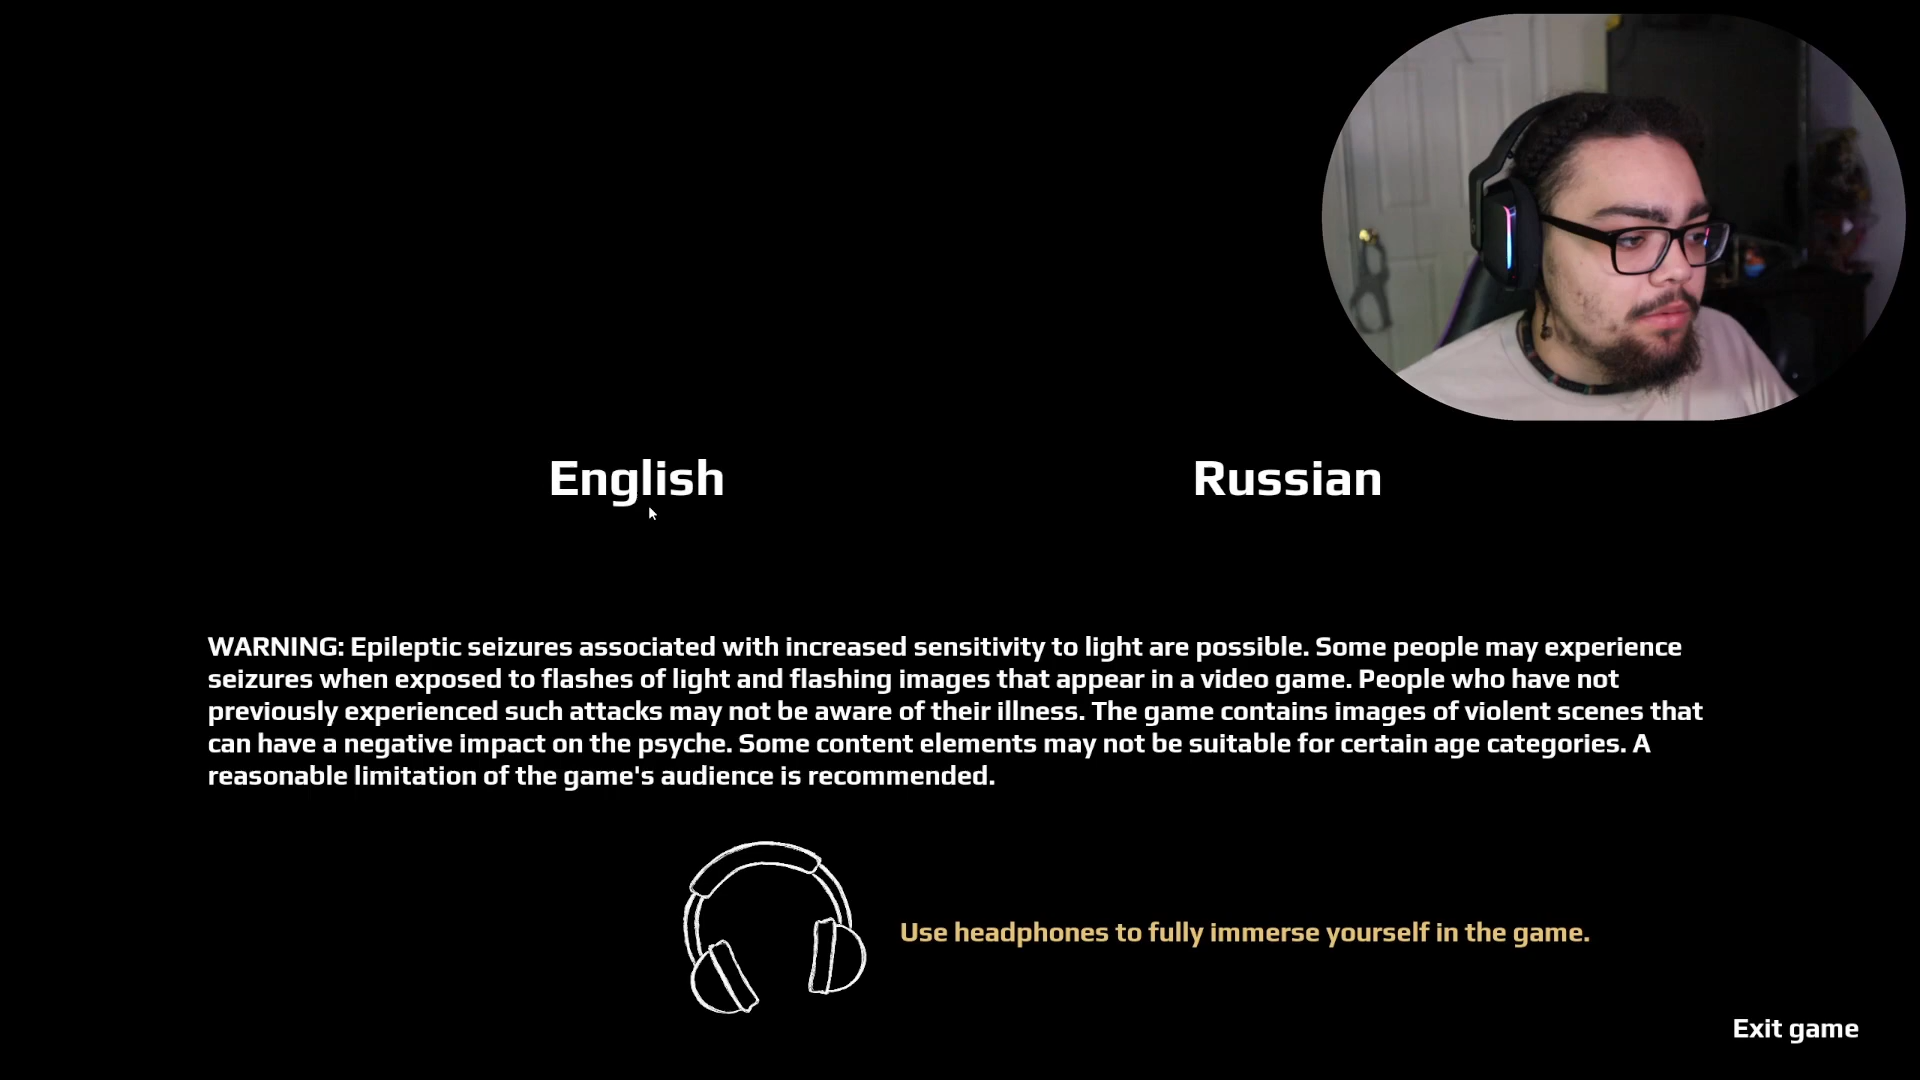 English
Russian
WARNING: Epileptic seizures associated with increased sensitivity to light are possible. Some people may experience
seizures when exposed to flashes of light and flashing images that appear in a video game. People who have not
previously experienced such attacks may not be aware of their illness. The game contains images of violent scenes that
can have a negative impact on the psyche. Some content elements may not be suitable for certain age categories. A
reasonable limitation of the game's audience is recommended.
Use headphones to fully immerse yourself in the game.
Exit game